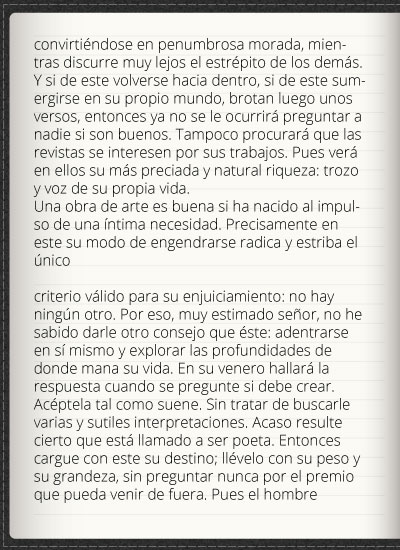 convirtiéndose en penumbrosa morada, mien-
tras discurre muy lejos el estrépito de los demás.
Y si de este volverse hacia dentro, si de este sum-
ergirse en su propio mundo, brotan luego unos
versos, entonces ya no se le ocurrirá preguntar a
nadie si son buenos. Tampoco procurará que las
revistas se interesen por sus trabajos. Pues verá
en ellos su más preciada y natural riqueza: trozo
y voz de su propia vida.
Una obra de arte es buena si ha nacido al impul-
so de una íntima necesidad. Precisamente en
este su modo de engendrarse radica y estriba el
único
criterio válido para su enjuiciamiento: no hay
ningún otro. Por eso, muy estimado señor, no he
sabido darle otro consejo que éste: adentrarse
en sí mismo y explorar las profundidades de
donde mana su vida. En su venero hallará la
respuesta cuando se pregunte si debe crear.
Acéptela tal como suene. Sin tratar de buscarle
varias y sutiles interpretaciones. Acaso resulte
cierto que está llamado a ser poeta. Entonces
cargue con este su destino; llévelo con su peso y
su grandeza, sin preguntar nunca por el premio
que pueda venir de fuera. Pues el hombre